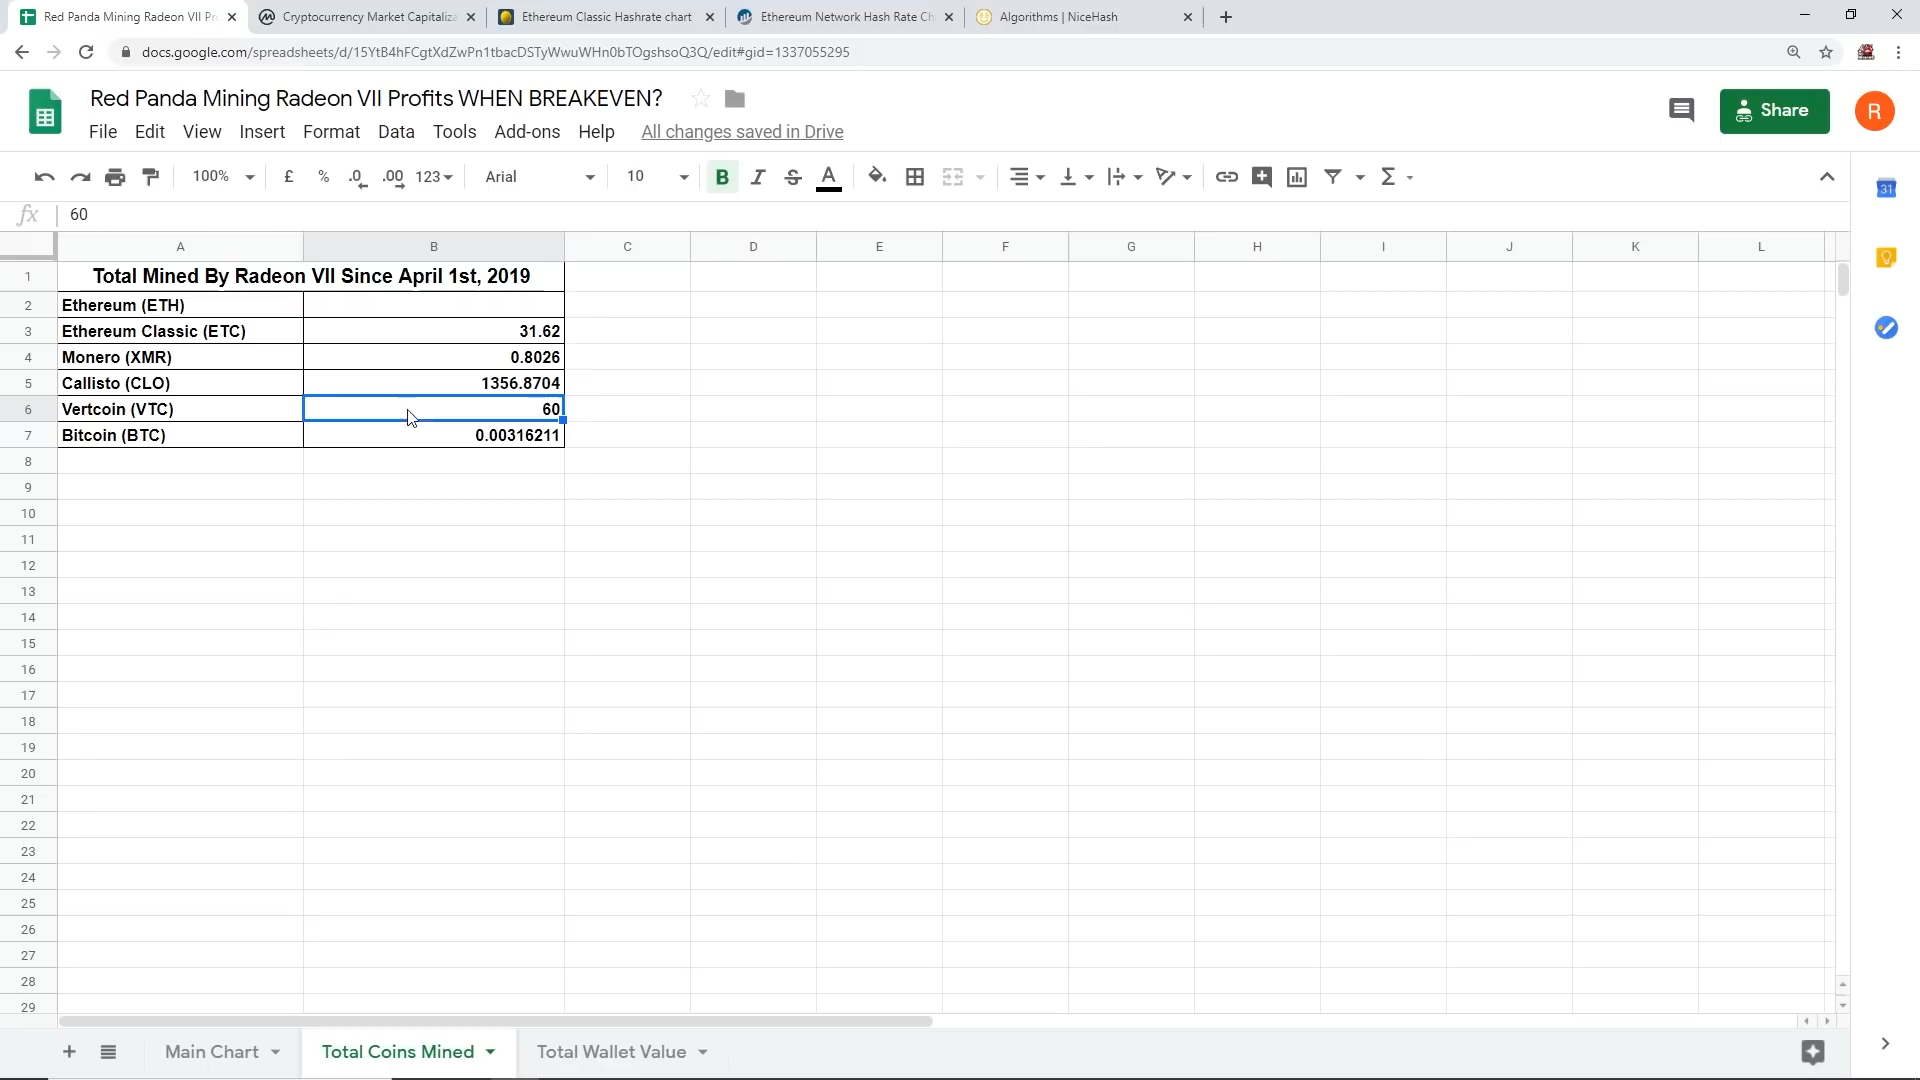 Red Panda Mining Radeon VII Pr
Cryptocurrency Market Capitaliza
Ethereum Classic Hashrate chart
Ethereum Network Hash Rate Ch
Algorithms | NiceHash
docs.google.com/spreadsheets/d/15YtB4hFCgtXdZwPn1tbacDSTyWwuWHn0bTOgshsoQ3Q/edit#gid=1337055295
Red Panda Mining Radeon VII Profits WHEN BREAKEVEN?
Share
R
File Edit View Insert Format Data Tools Add-ons Help All changes saved in Drive
100% £ % .0 .00 123 Arial 10 B I S A Σ
31
fx 60
A B C D E F G H I J K L
1 Total Mined By Radeon VII Since April 1st, 2019
2 Ethereum (ETH)
3 Ethereum Classic (ETC) 31.62
4 Monero (XMR) 0.8026
5 Callisto (CLO) 1356.8704
6 Vertcoin (VTC) 60
7 Bitcoin (BTC) 0.00316211
8
9
10
11
12
13
14
15
16
17
18
19
20
21
22
23
24
25
26
27
28
29
Main Chart Total Coins Mined Total Wallet Value